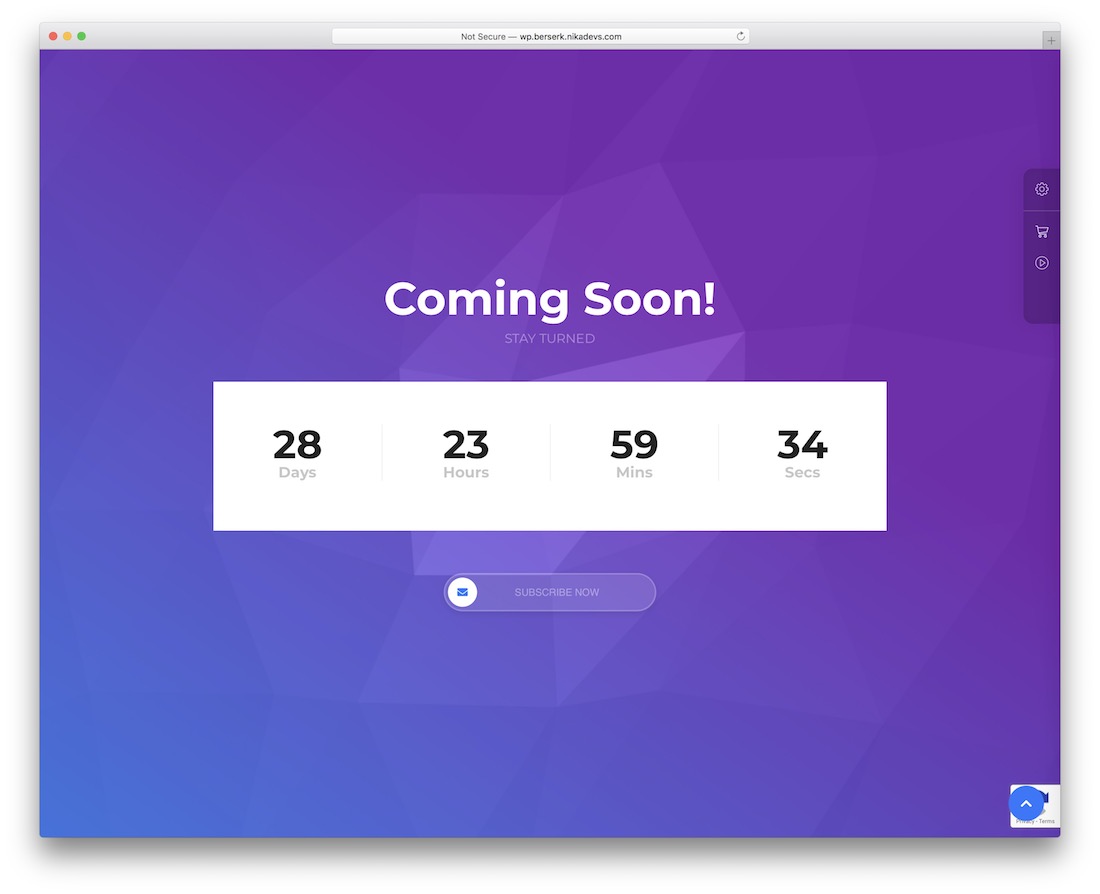 Not Secure — wp.berserk.nikadevs.com
Coming Soon!
STAY TURNED
28 23 59 34
Days Hours Mins Secs
SUBSCRIBE NOW
Privacy - Terms